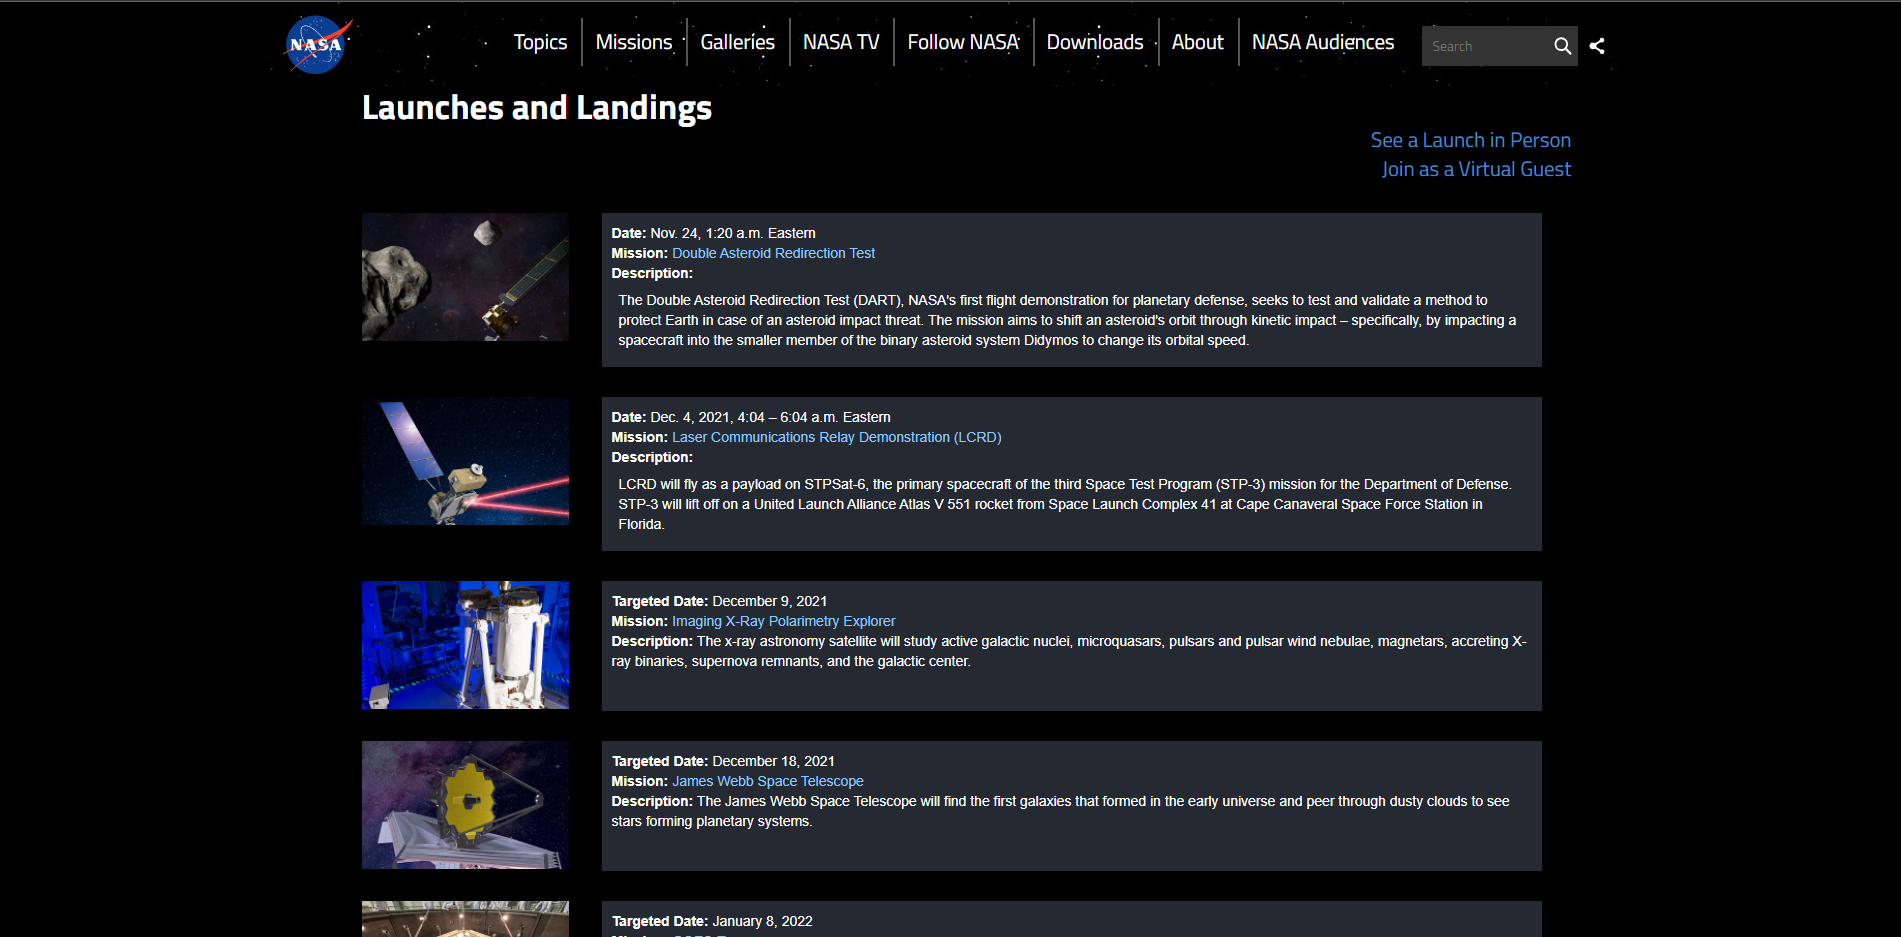 NASA
Topics
Missions
Galleries
NASA TV
Follow NASA
Downloads
About
NASA Audiences
Search
Launches and Landings
See a Launch in Person
Join as a Virtual Guest
Date: Nov. 24, 1:20 a.m. Eastern
Mission: Double Asteroid Redirection Test
Description:
The Double Asteroid Redirection Test (DART), NASA's first flight demonstration for planetary defense, seeks to test and validate a method to
protect Earth in case of an asteroid impact threat. The mission aims to shift an asteroid's orbit through kinetic impact – specifically, by impacting a
spacecraft into the smaller member of the binary asteroid system Didymos to change its orbital speed.
Date: Dec. 4, 2021, 4:04 – 6:04 a.m. Eastern
Mission: Laser Communications Relay Demonstration (LCRD)
Description:
LCRD will fly as a payload on STPSat-6, the primary spacecraft of the third Space Test Program (STP-3) mission for the Department of Defense.
STP-3 will lift off on a United Launch Alliance Atlas V 551 rocket from Space Launch Complex 41 at Cape Canaveral Space Force Station in
Florida.
Targeted Date: December 9, 2021
Mission: Imaging X-Ray Polarimetry Explorer
Description: The x-ray astronomy satellite will study active galactic nuclei, microquasars, pulsars and pulsar wind nebulae, magnetars, accreting X-
ray binaries, supernova remnants, and the galactic center.
Targeted Date: December 18, 2021
Mission: James Webb Space Telescope
Description: The James Webb Space Telescope will find the first galaxies that formed in the early universe and peer through dusty clouds to see
stars forming planetary systems.
Targeted Date: January 8, 2022